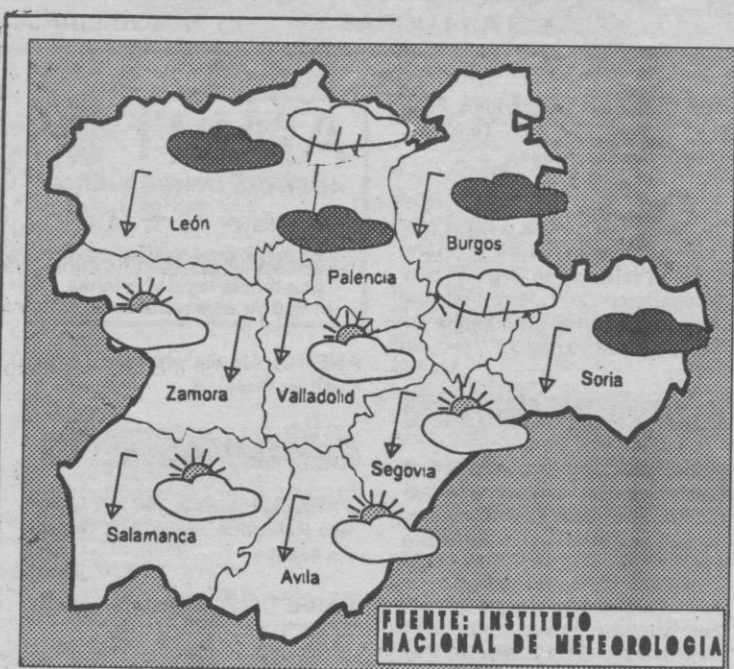 León
Burgos
Palencia
Zamora
Valladolid
Soria
Segovia
Salamanca
Avila
FUENTE: INSTITUTO
NACIONAL DE METEOROLOGIA